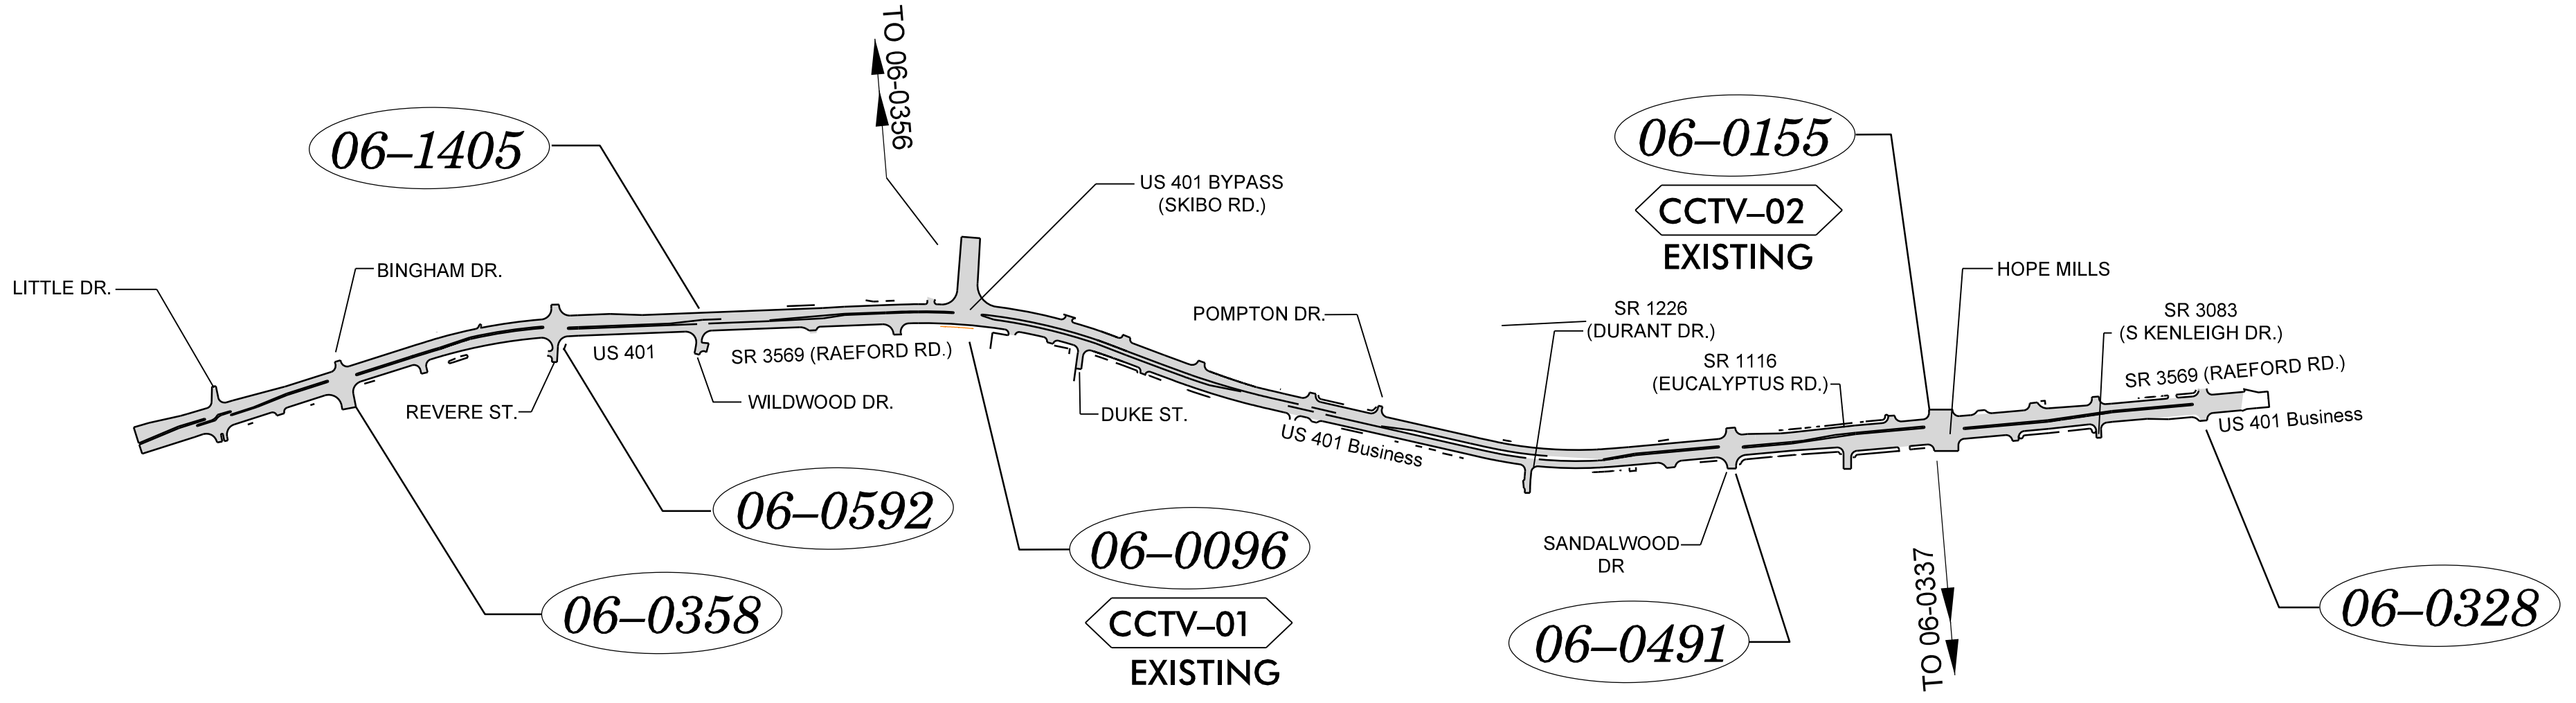 TO 06-0356
06–1405
06–0155
US 401 BYPASS
(SKIBO RD.)
CCTV–02
EXISTING
LITTLE DR.
BINGHAM DR.
HOPE MILLS
POMPTON DR.
SR 1226
(DURANT DR.)
SR 3083
(S KENLEIGH DR.)
US 401
SR 3569 (RAEFORD RD.)
SR 1116
(EUCALYPTUS RD.)
SR 3569 (RAEFORD RD.)
REVERE ST.
WILDWOOD DR.
DUKE ST.
US 401 Business
US 401 Business
06–0592
06–0096
SANDALWOOD
DR
TO 06-0337
06–0358
CCTV–01
EXISTING
06–0491
06–0328